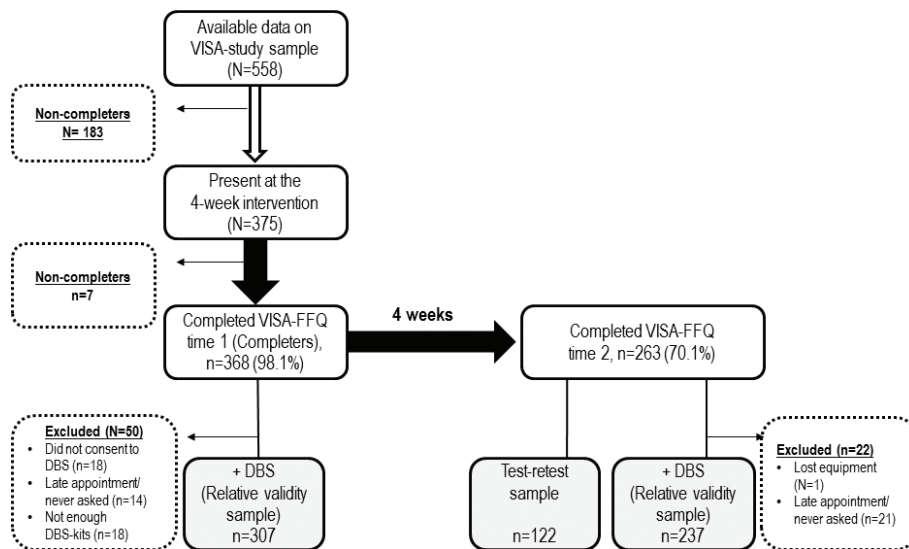 Available data on
VISA-study sample
(N=558)
Non-completers
N= 183
Present at the
4-week intervention
(N=375)
Non-completers
n=7
Completed VISA-FFQ
time 1 (Completers),
n=368 (98.1%)
4 weeks
Completed VISA-FFQ
time 2, n=263 (70.1%)
Excluded (N=50)
• Did not consent to
DBS (n=18)
• Late appointment/
never asked (n=14)
• Not enough
DBS-kits (n=18)
+ DBS
(Relative validity
sample)
n=307
Test-retest
sample
n=122
+ DBS
(Relative validity
sample)
n=237
Excluded (n=22)
• Lost equipment
(N=1)
• Late appointment/
never asked (n=21)